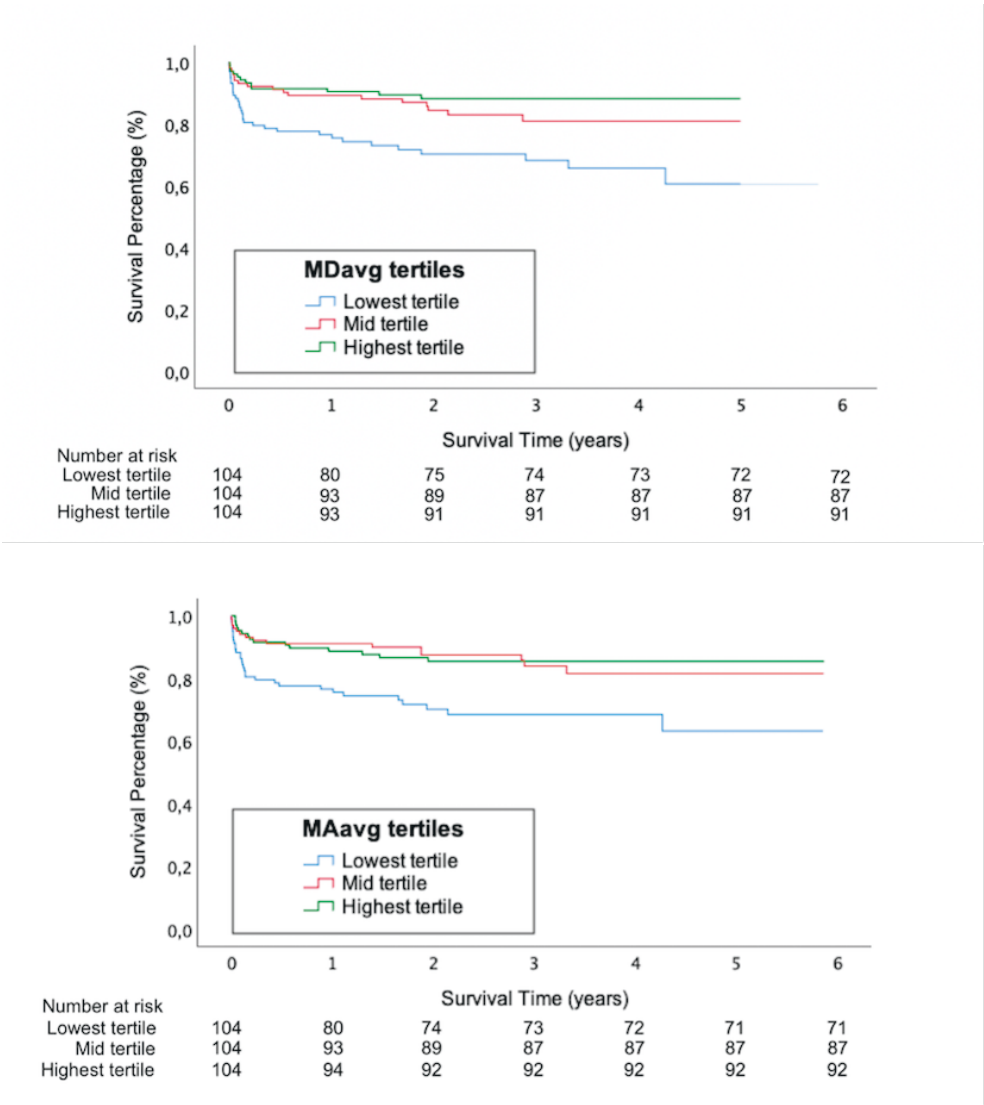 1,0
0,8
0,6
0,4
0,2
0,0
Survival Percentage (%)
MDavg tertiles
Lowest tertile
Mid tertile
Highest tertile
0 1 2 3 4 5 6
Survival Time (years)
Number at risk
Lowest tertile 104 80 75 74 73 72 72
Mid tertile 104 93 89 87 87 87 87
Highest tertile 104 93 91 91 91 91 91
1,0
0,8
0,6
0,4
0,2
0,0
Survival Percentage (%)
MAavg tertiles
Lowest tertile
Mid tertile
Highest tertile
0 1 2 3 4 5 6
Survival Time (years)
Number at risk
Lowest tertile 104 80 74 73 72 71 71
Mid tertile 104 93 89 87 87 87 87
Highest tertile 104 94 92 92 92 92 92